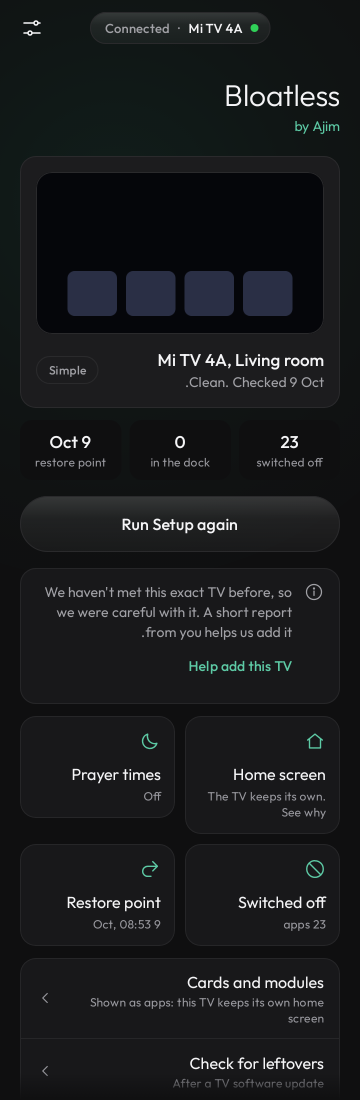 Connected · Mi TV 4A
Bloatless
by Ajim
Simple
Mi TV 4A, Living room
.Clean. Checked 9 Oct
Oct 9
restore point
0
in the dock
23
switched off
Run Setup again
We haven't met this exact TV before, so
we were careful with it. A short report
.from you helps us add it
Help add this TV
Prayer times
Off
Home screen
The TV keeps its own.
See why
Restore point
Oct, 08:53 9
Switched off
apps 23
Cards and modules
Shown as apps: this TV keeps its own home
screen
Check for leftovers
After a TV software update